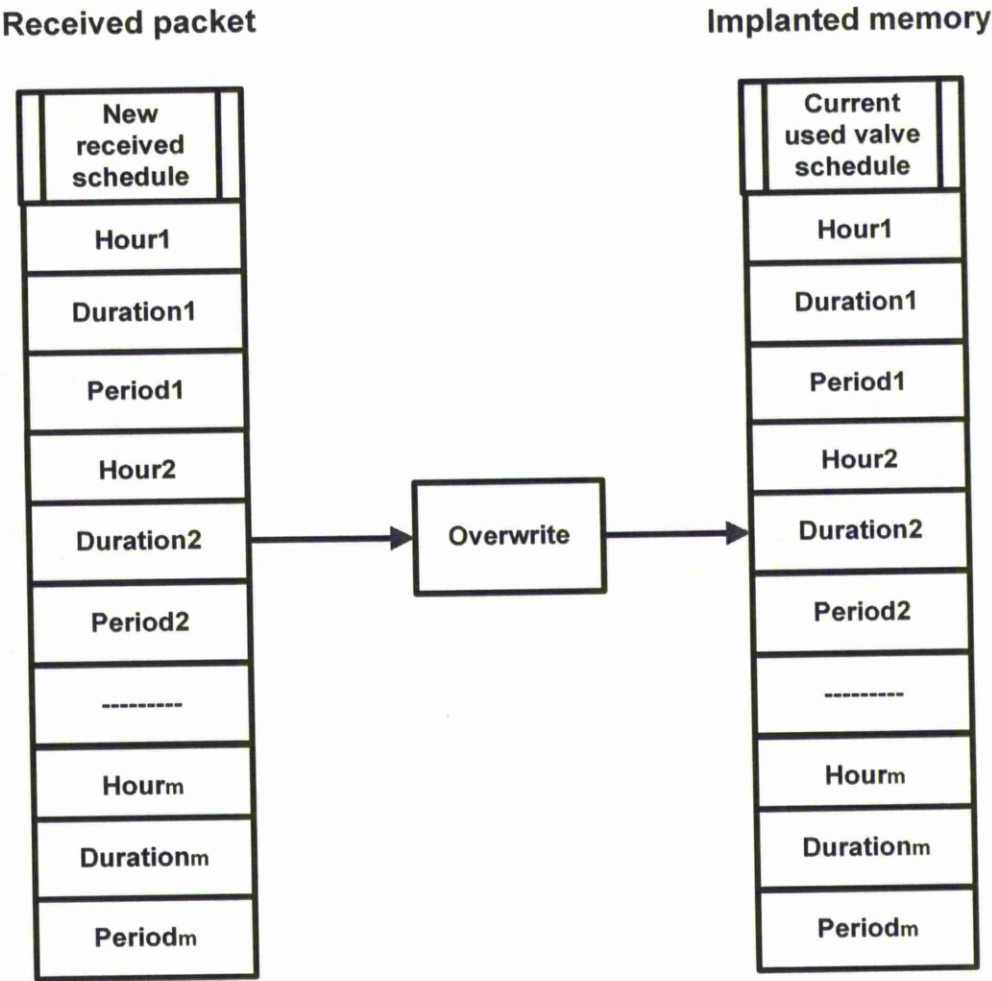 Received packet
Implanted memory
New
received
schedule
Hour1
Duration1
Period1
Hour2
Duration2
Period2
---------
Hourm
Durationm
Periodm
Overwrite
Current
used valve
schedule
Hour1
Duration1
Period1
Hour2
Duration2
Period2
---------
Hourm
Durationm
Periodm